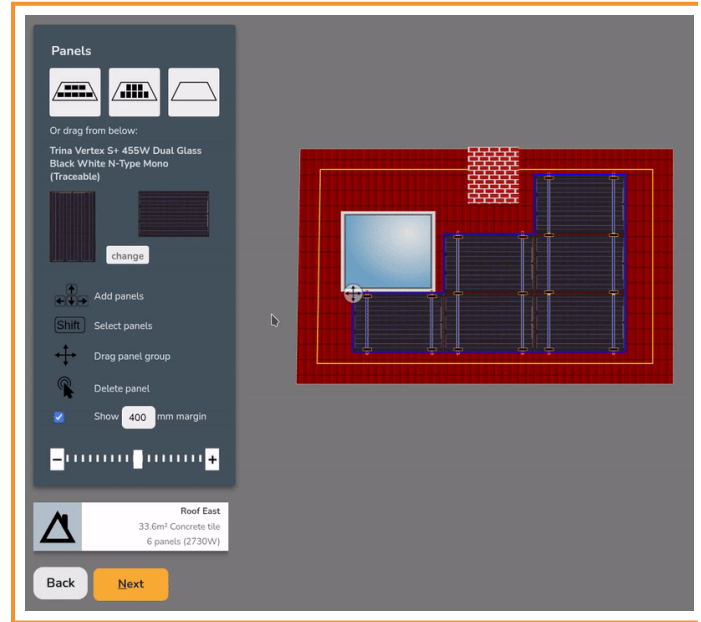 Panels
Or drag from below:
Trina Vertex S+ 455W Dual Glass
Black White N-Type Mono
(Traceable)
change
Add panels
Shift Select panels
Drag panel group
Delete panel
Show 400 mm margin
− +
Roof East
33.6m² Concrete tile
6 panels (2730W)
Back Next